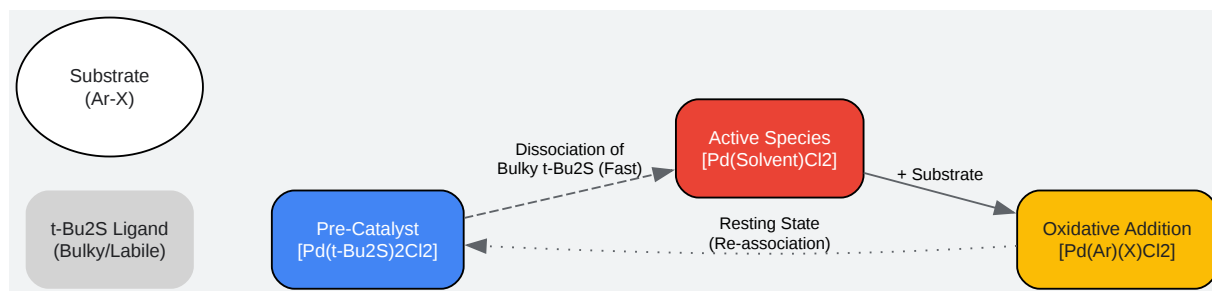 Substrate
(Ar-X)
t-Bu2S Ligand
(Bulky/Labile)
Pre-Catalyst
[Pd(t-Bu2S)2Cl2]
Dissociation of
Bulky t-Bu2S (Fast)
Active Species
[Pd(Solvent)Cl2]
+ Substrate
Oxidative Addition
[Pd(Ar)(X)Cl2]
Resting State
(Re-association)